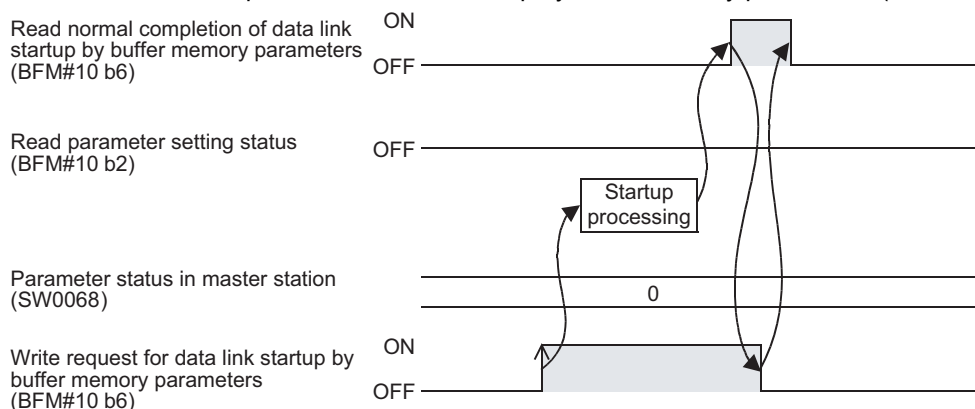 Read normal completion of data link
startup by buffer memory parameters
(BFM#10 b6)
ON
OFF
Read parameter setting status
(BFM#10 b2)
OFF
Startup
processing
Parameter status in master station
(SW0068)
0
Write request for data link startup by
buffer memory parameters
(BFM#10 b6)
ON
OFF